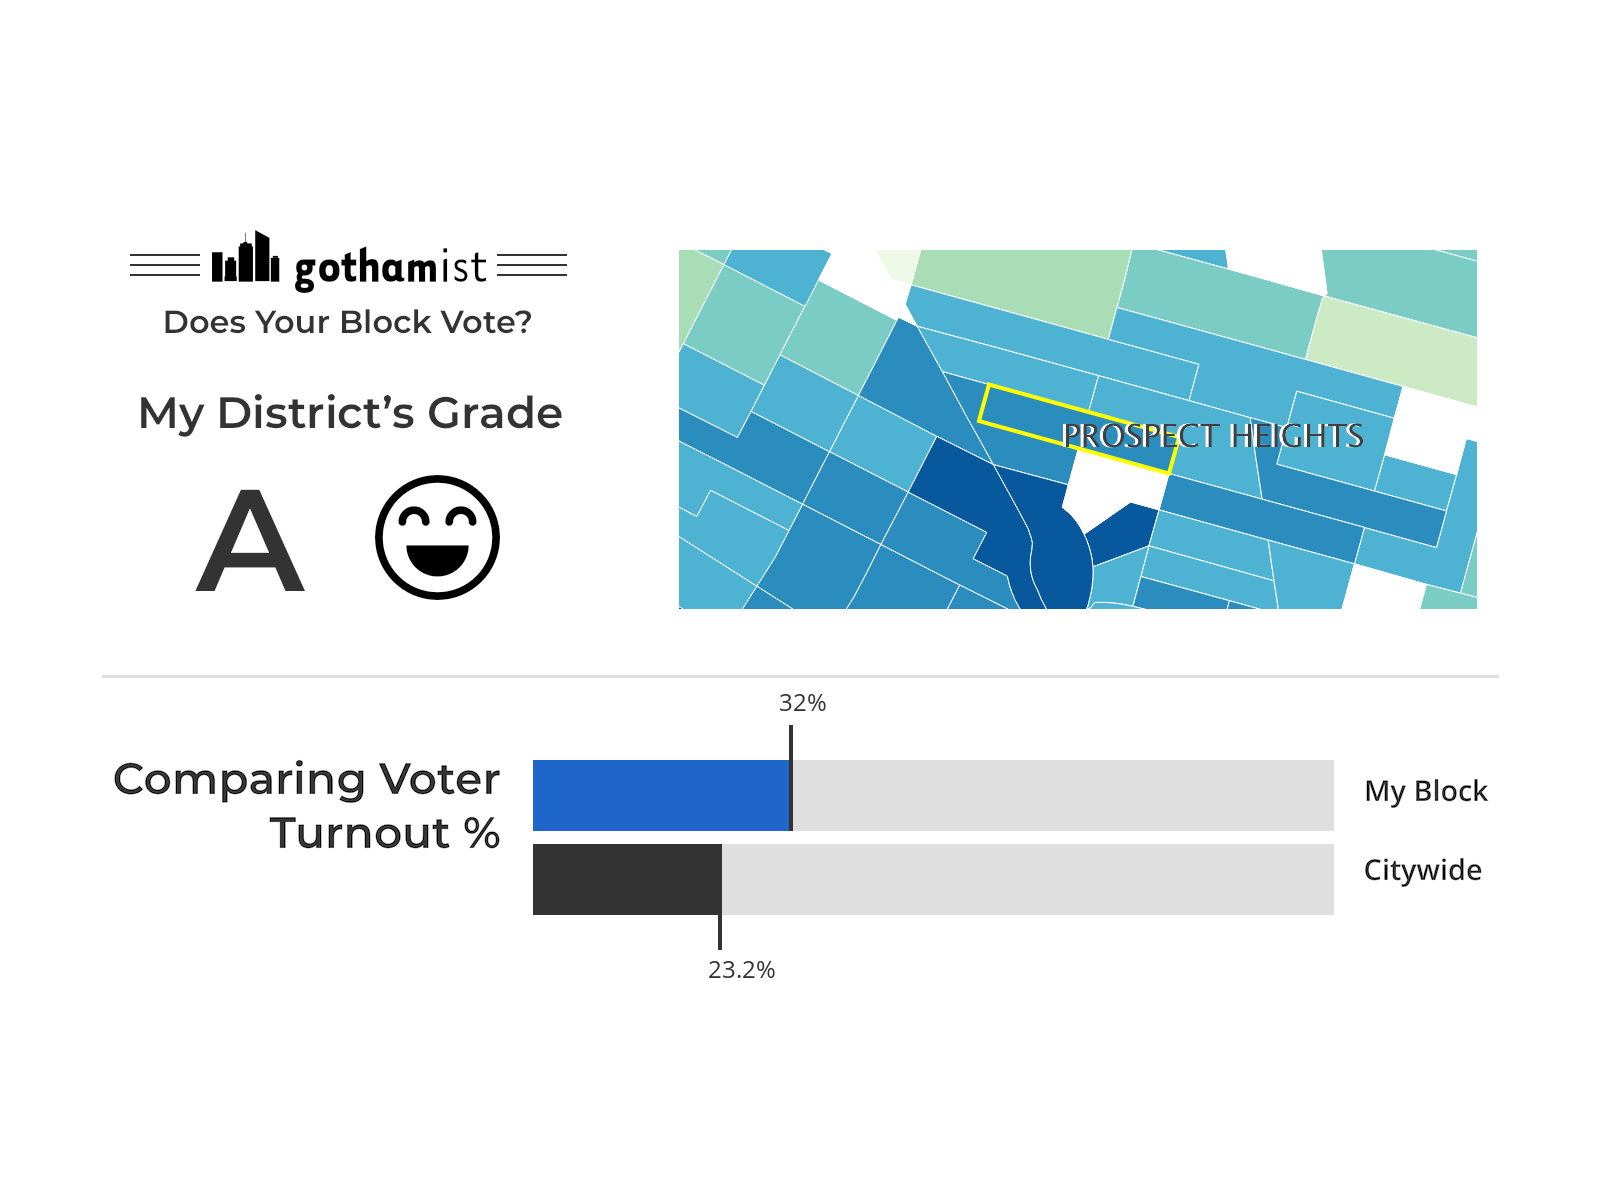 gothamist
Does Your Block Vote?
My District’s Grade
A
PROSPECT HEIGHTS
32%
Comparing Voter
Turnout %
My Block
Citywide
23.2%